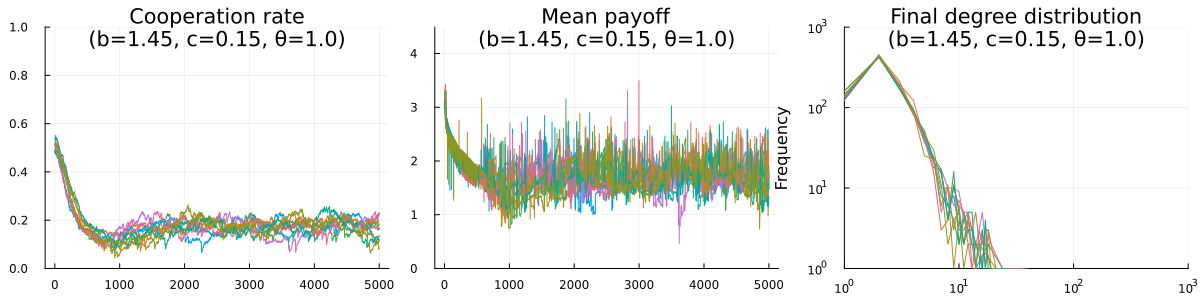 Cooperation rate
(b=1.45, c=0.15, θ=1.0)
1.0
0.8
0.6
0.4
0.2
0.0
0 1000 2000 3000 4000 5000
Mean payoff
(b=1.45, c=0.15, θ=1.0)
4
3
2
1
0
0 1000 2000 3000 4000 5000
Final degree distribution
(b=1.45, c=0.15, θ=1.0)
Frequency
10³
10²
10¹
10⁰
10⁰ 10¹ 10² 10³